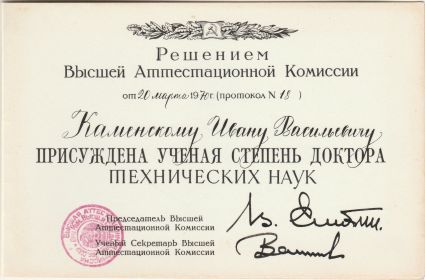 Решением
Высшей Аттестационной Комиссии
от 20 марта 1970 г. (протокол N 13 )
Каменскому Ивану Васильевичу
ПРИСУЖДЕНА УЧЕНАЯ СТЕПЕНЬ ДОКТОРА
ТЕХНИЧЕСКИХ НАУК
Председатель Высшей
Аттестационной Комиссии
Ученый Секретарь Высшей
Аттестационной Комиссии